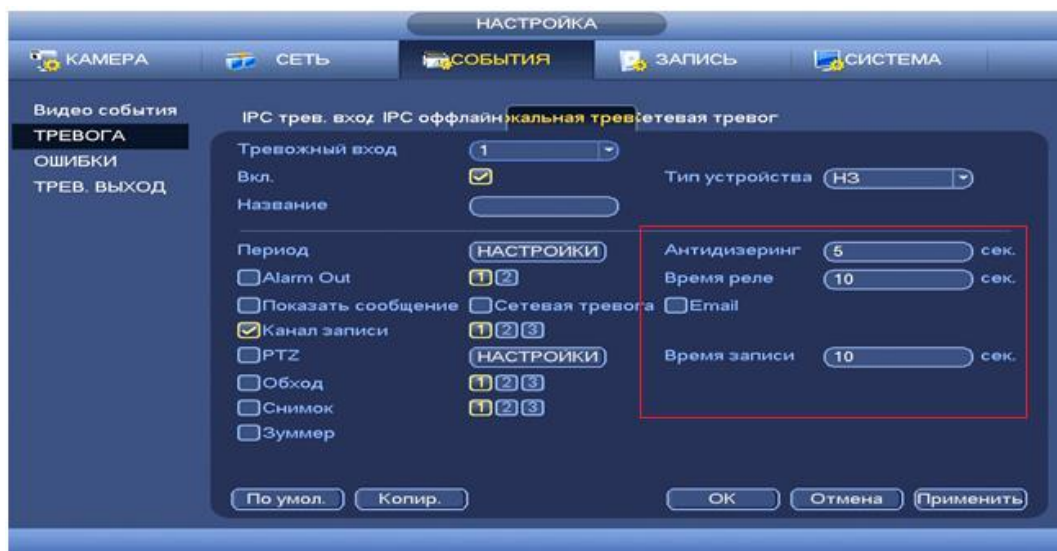 НАСТРОЙКА
КАМЕРА СЕТЬ СОБЫТИЯ ЗАПИСЬ СИСТЕМА
Видео события
ТРЕВОГА
ОШИБКИ
ТРЕВ. ВЫХОД
IPC трев. вход IPC оффлайн окальная трев сетевая тревог
Тревожный вход 1
Вкл. Тип устройства НЗ
Название
Период НАСТРОЙКИ Антидизеринг 5 сек.
Alarm Out 1 2 Время реле 10 сек.
Показать сообщение Сетевая тревога Email
Канал записи 1 2 3
PTZ НАСТРОЙКИ Время записи 10 сек.
Обход 1 2 3
Снимок 1 2 3
Зуммер
По умол. Копир. ОК Отмена Применить